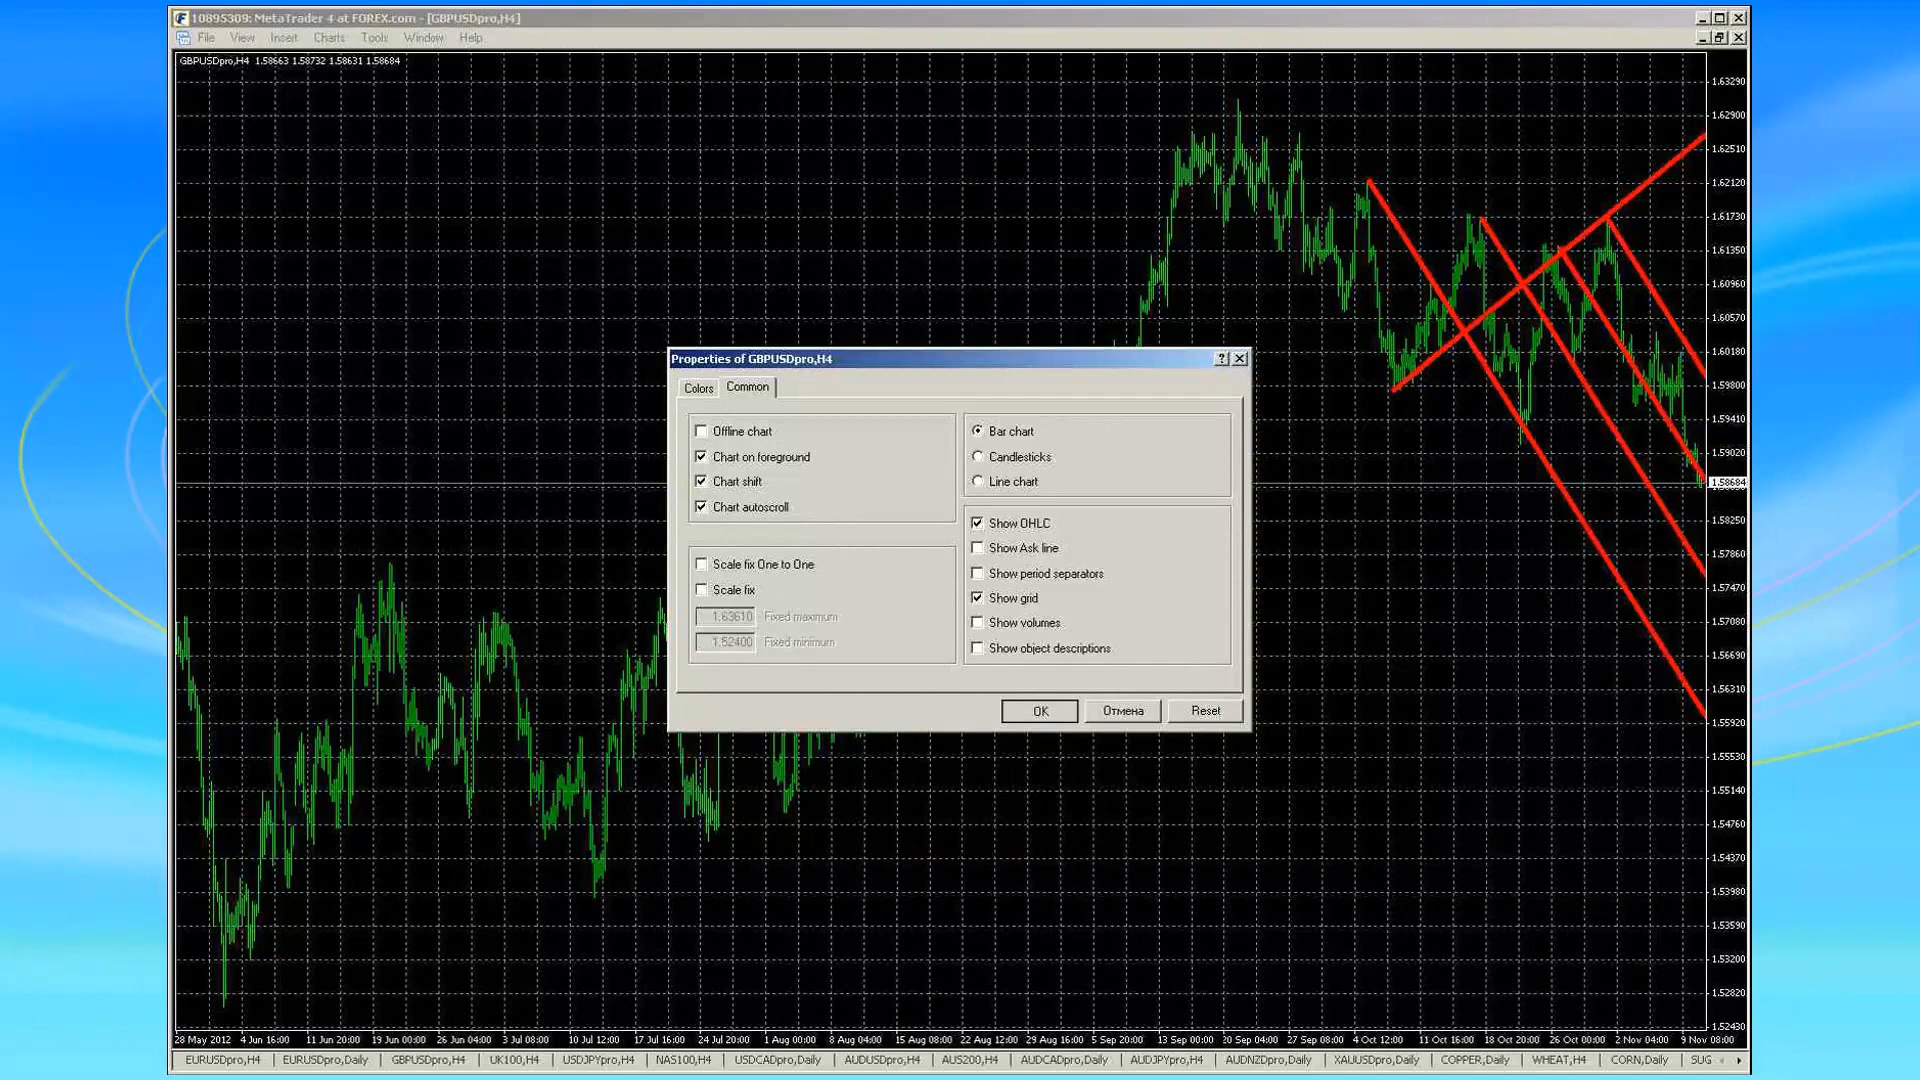 10895309: MetaTrader 4 at FOREX.com - [GBPUSDpro,H4]
File View Insert Charts Tools Window Help
GBPUSDpro,H4 1.58663 1.58732 1.58631 1.58684
1.63290
1.62900
1.62510
1.62120
1.61730
1.61350
1.60960
1.60570
1.60180
Properties of GBPUSDpro,H4
1.59800
Colors Common
1.59410
Offline chart
Bar chart
1.59020
Chart on foreground
Candlesticks
Chart shift
Line chart
1.58684
Chart autoscroll
Show OHLC
1.58250
Show Ask line
1.57860
Scale fix One to One
Show period separators
1.57470
Scale fix
Show grid
1.63610 Fixed maximum
Show volumes
1.57080
1.52400 Fixed minimum
Show object descriptions
1.56690
1.56310
OK Отмена Reset
1.55920
1.55530
1.55140
1.54760
1.54370
1.53980
1.53590
1.53200
1.52820
1.52430
28 May 2012 4 Jun 16:00 11 Jun 20:00 19 Jun 00:00 26 Jun 04:00 3 Jul 08:00 10 Jul 12:00 17 Jul 16:00 24 Jul 20:00 1 Aug 00:00 8 Aug 04:00 15 Aug 08:00 22 Aug 12:00 29 Aug 16:00 5 Sep 20:00 13 Sep 00:00 20 Sep 04:00 27 Sep 08:00 4 Oct 12:00 11 Oct 16:00 18 Oct 20:00 26 Oct 00:00 2 Nov 04:00 9 Nov 08:00
EURUSDpro,H4 EURUSDpro,Daily GBPUSDpro,H4 UK100,H4 USDJPYpro,H4 NAS100,H4 USDCADpro,Daily AUDUSDpro,H4 AUS200,H4 AUDCADpro,Daily AUDJPYpro,H4 AUDNZDpro,Daily XAUUSDpro,Daily COPPER,Daily WHEAT,H4 CORN,Daily SUG